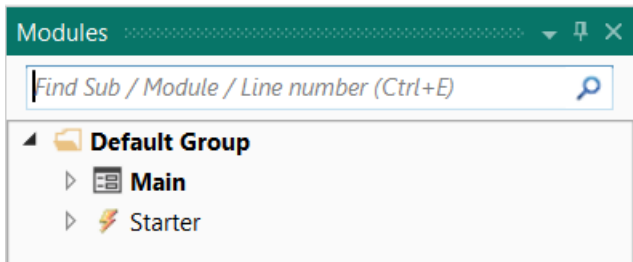 Modules
Find Sub / Module / Line number (Ctrl+E)
Default Group
Main
Starter